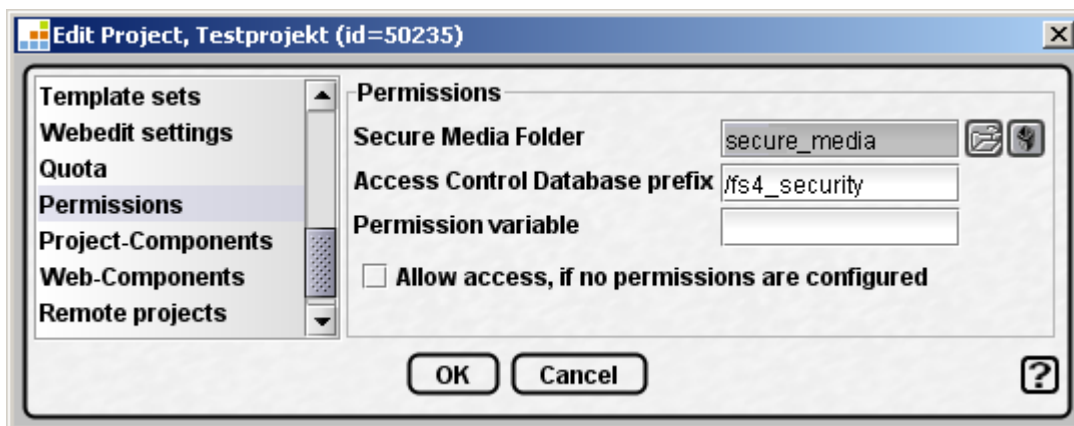 Edit Project, Testprojekt (id=50235)
Template sets
Webedit settings
Quota
Permissions
Project-Components
Web-Components
Remote projects
Permissions
Secure Media Folder secure_media
Access Control Database prefix /fs4_security
Permission variable
Allow access, if no permissions are configured
OK Cancel ?